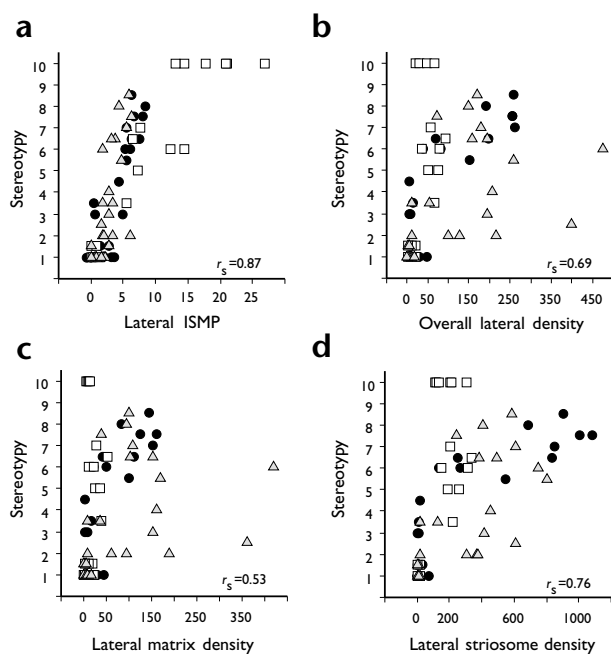 a
Stereotypy
10
8
7
6
5
4
3
2
1
0 5 10 15 20 25
r_s=0.87
Lateral ISMP
b
Stereotypy
10
8
7
6
5
4
3
2
1
0 50 150 250 350 450
r_s=0.69
Overall lateral density
c
Stereotypy
10
8
7
6
5
4
3
2
1
0 50 150 250 350
r_s=0.53
Lateral matrix density
d
Stereotypy
10
8
7
6
5
4
3
2
1
0 200 600 1000
r_s=0.76
Lateral striosome density